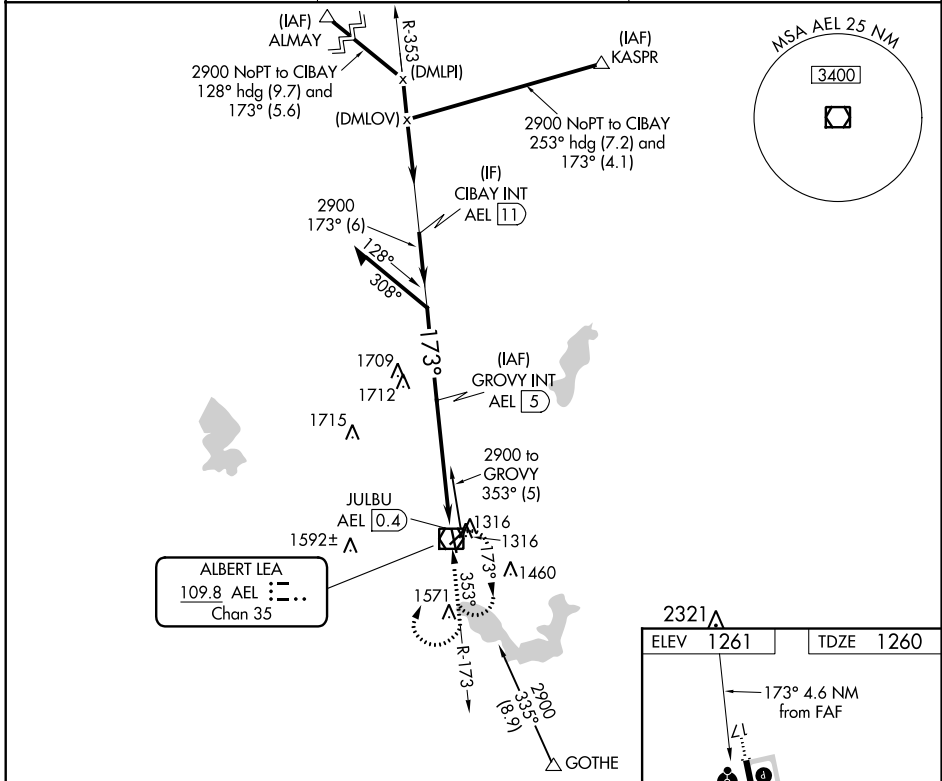 (IAF)
ALMAY
R-353
(DMLPI)
(IAF)
KASPR
MSA AEL 25 NM
3400
2900 NoPT to CIBAY
128° hdg (9.7) and
173° (5.6)
(DMLOV)
2900 NoPT to CIBAY
253° hdg (7.2) and
173° (4.1)
(IF)
CIBAY INT
AEL 11
2900
173° (6)
128°
308°
173°
1709
1712
(IAF)
GROVY INT
AEL 5
1715
2900 to
GROVY
353° (5)
JULBU
AEL 0.4
1316
1316
1592±
173°
1460
ALBERT LEA
109.8 AEL
Chan 35
353°
1571
R-173
2900
335°
(8.9)
GOTHE
2321
ELEV 1261
TDZE 1260
173° 4.6 NM
from FAF
17
P